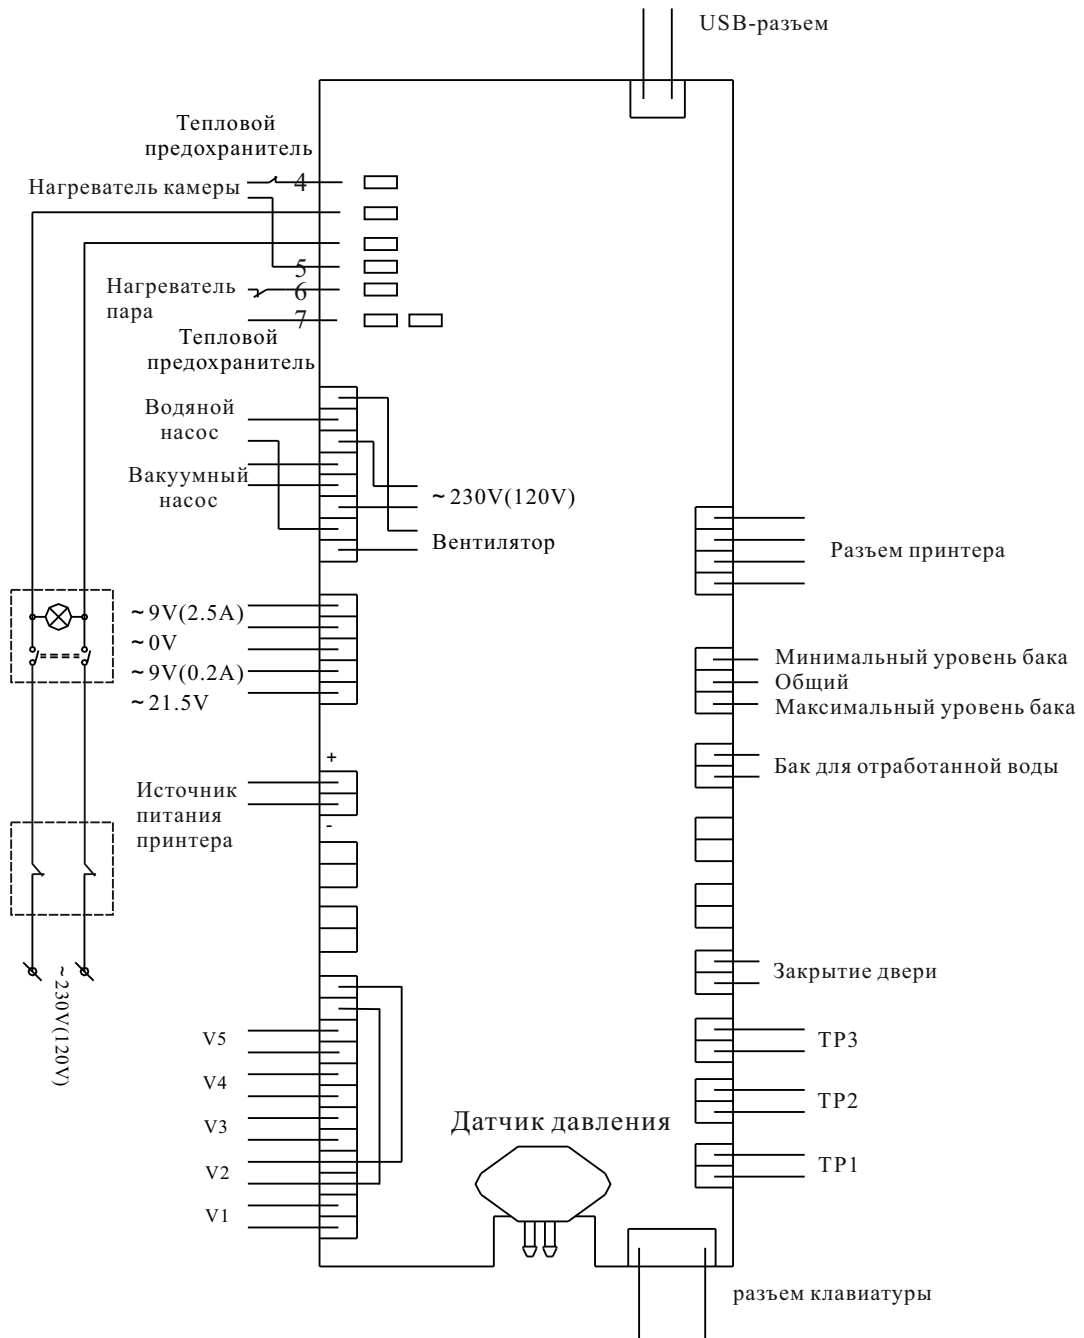 USB-разъем
Тепловой
предохранитель
4
Нагреватель камеры
5
Нагреватель
пара
6
7
Тепловой
предохранитель
Водяной
насос
Вакуумный
насос
~230V(120V)
Вентилятор
Разъем принтера
~9V(2.5A)
~0V
~9V(0.2A)
~21.5V
Минимальный уровень бака
Общий
Максимальный уровень бака
+
Источник
питания
принтера
-
Бак для отработанной воды
~230V(120V)
Закрытие двери
V5
V4
V3
V2
V1
TP3
TP2
TP1
Датчик давления
разъем клавиатуры